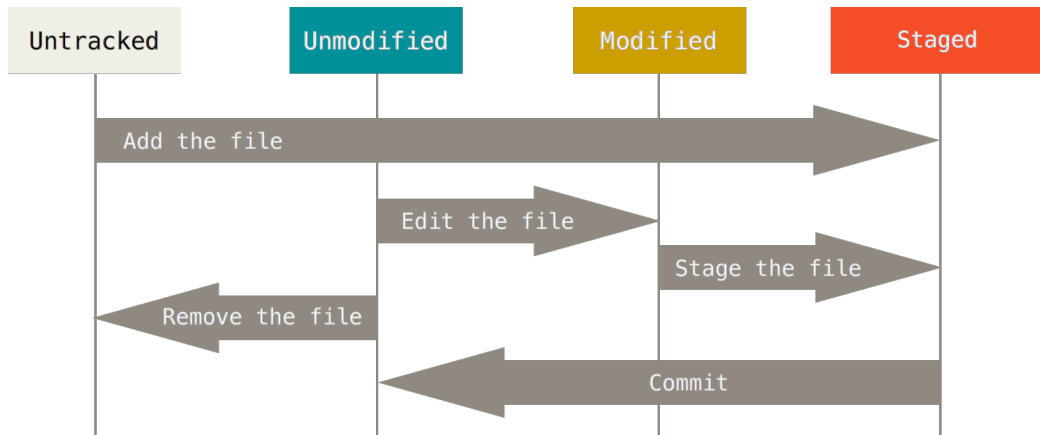 Untracked
Unmodified
Modified
Staged
Add the file
Edit the file
Stage the file
Remove the file
Commit